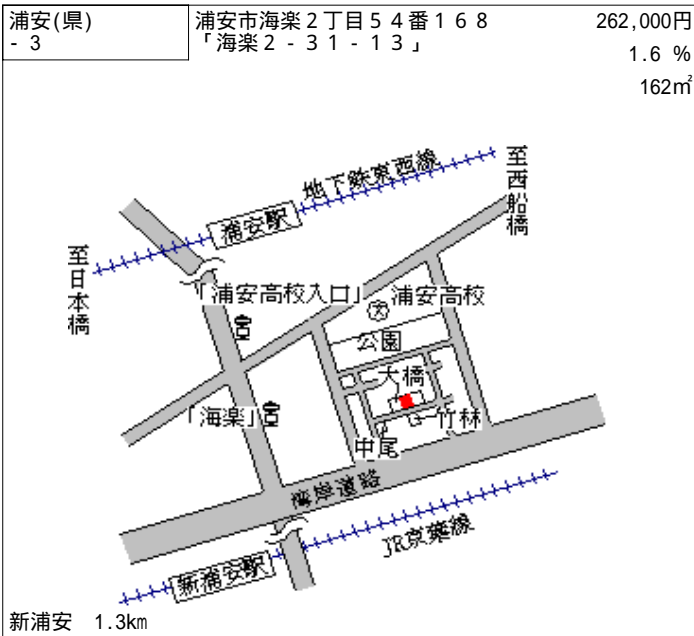 浦安(県)
- 3
浦安市海楽２丁目５４番１６８
「海楽２-３１-１３」
262,000円
1.6 %
162㎡
至西船橋
地下鉄東西線
浦安駅
至日本橋
「浦安高校入口」
浦安高校
文
公園
大橋
「海楽」
竹林
中尾
湾岸道路
JR京葉線
新浦安駅
新浦安 1.3km